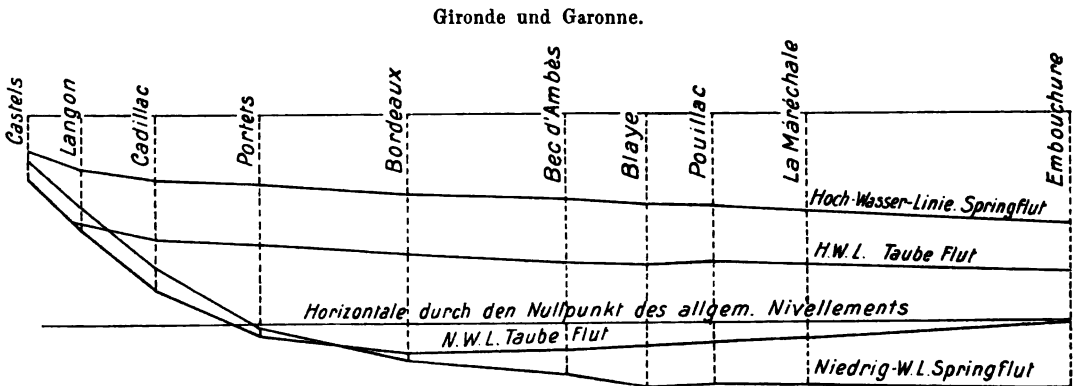 Gironde und Garonne.
Castels
Langon
Cadillac
Portets
Bordeaux
Bec d'Ambès
Blaye
Pouillac
La Maréchale
Embouchure
Hoch-Wasser-Linie. Springflut
H.W.L. Taube Flut
Horizontale durch den Nullpunkt des allgem. Nivellements
N.W.L. Taube Flut
Niedrig-W.L. Springflut